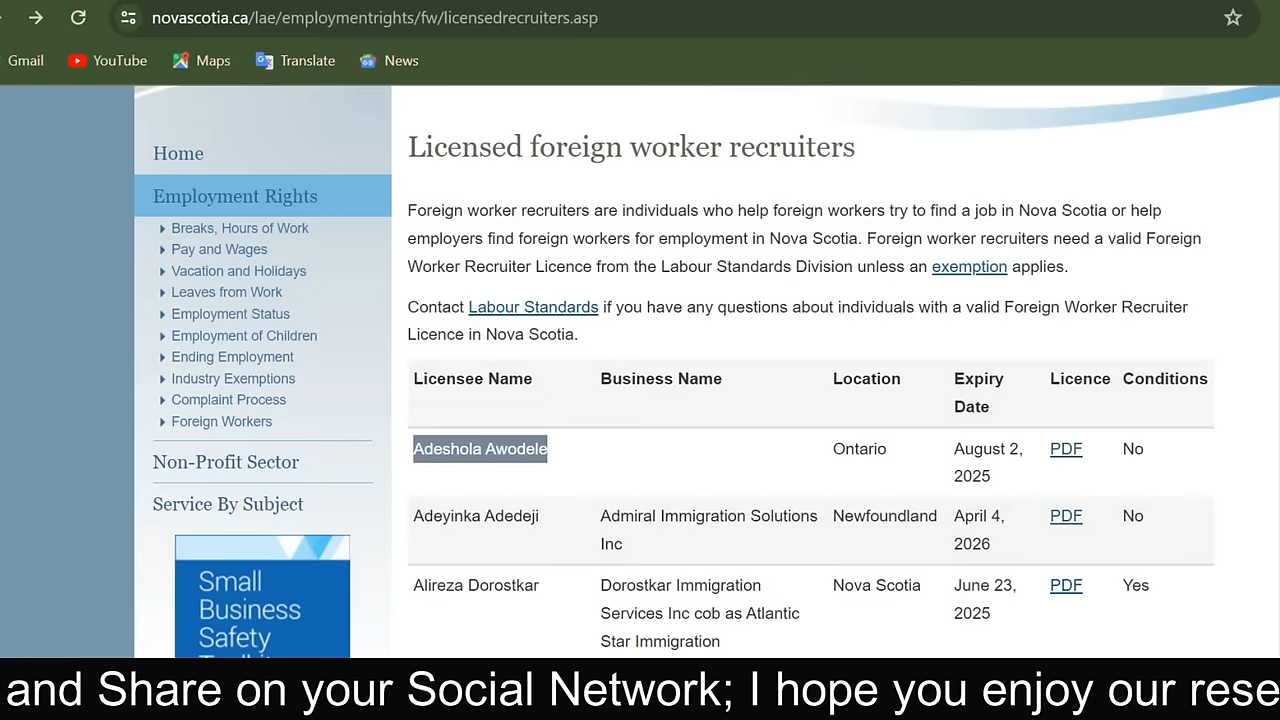 novascotia.ca/lae/employmentrights/fw/licensedrecruiters.asp
Gmail YouTube Maps Translate News
Home
Employment Rights
Breaks, Hours of Work
Pay and Wages
Vacation and Holidays
Leaves from Work
Employment Status
Employment of Children
Ending Employment
Industry Exemptions
Complaint Process
Foreign Workers
Non-Profit Sector
Service By Subject
Small
Business
Safety
Licensed foreign worker recruiters
Foreign worker recruiters are individuals who help foreign workers try to find a job in Nova Scotia or help
employers find foreign workers for employment in Nova Scotia. Foreign worker recruiters need a valid Foreign
Worker Recruiter Licence from the Labour Standards Division unless an exemption applies.
Contact Labour Standards if you have any questions about individuals with a valid Foreign Worker Recruiter
Licence in Nova Scotia.
Licensee Name Business Name Location Expiry Licence Conditions
Date
Adeshola Awodele Ontario August 2, PDF No
2025
Adeyinka Adedeji Admiral Immigration Solutions Newfoundland April 4, PDF No
Inc 2026
Alireza Dorostkar Dorostkar Immigration Nova Scotia June 23, PDF Yes
Services Inc cob as Atlantic 2025
Star Immigration
and Share on your Social Network; I hope you enjoy our rese